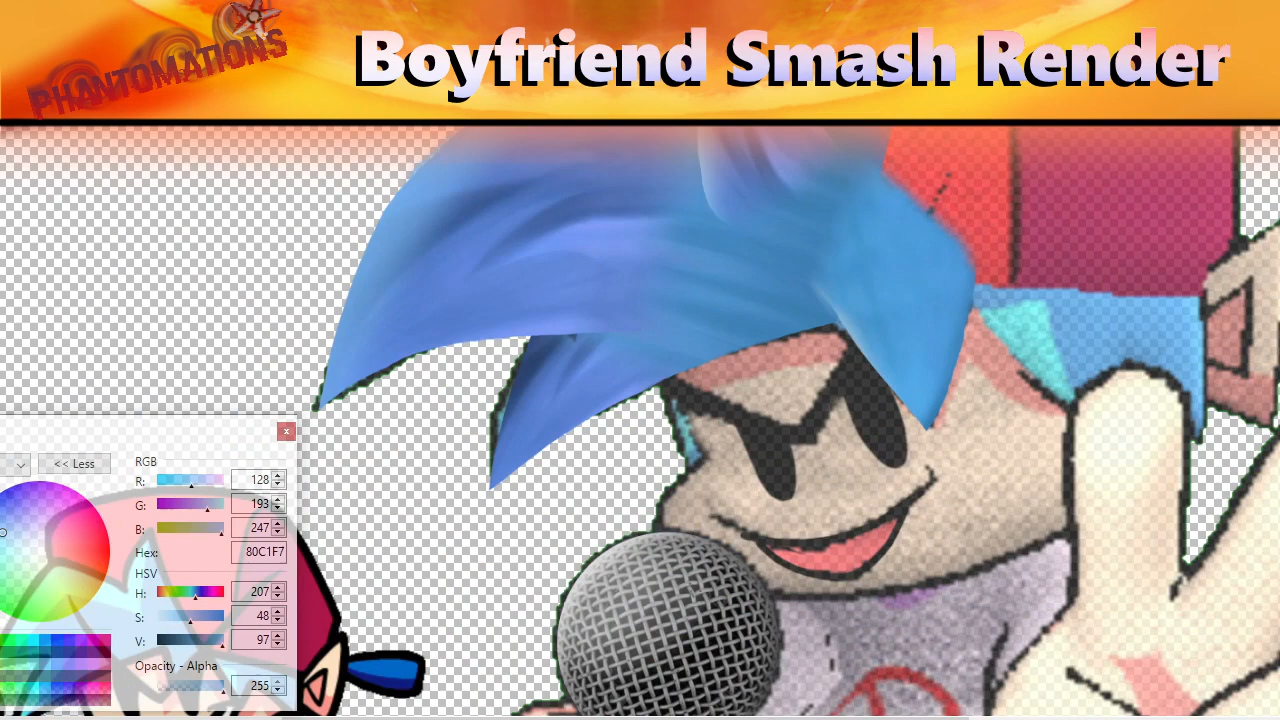 PHANTOMATIONS
Boyfriend Smash Render
x
<< Less
RGB
R: 128
G: 193
B: 247
Hex: 80C1F7
HSV
H: 207
S: 48
V: 97
Opacity - Alpha
255